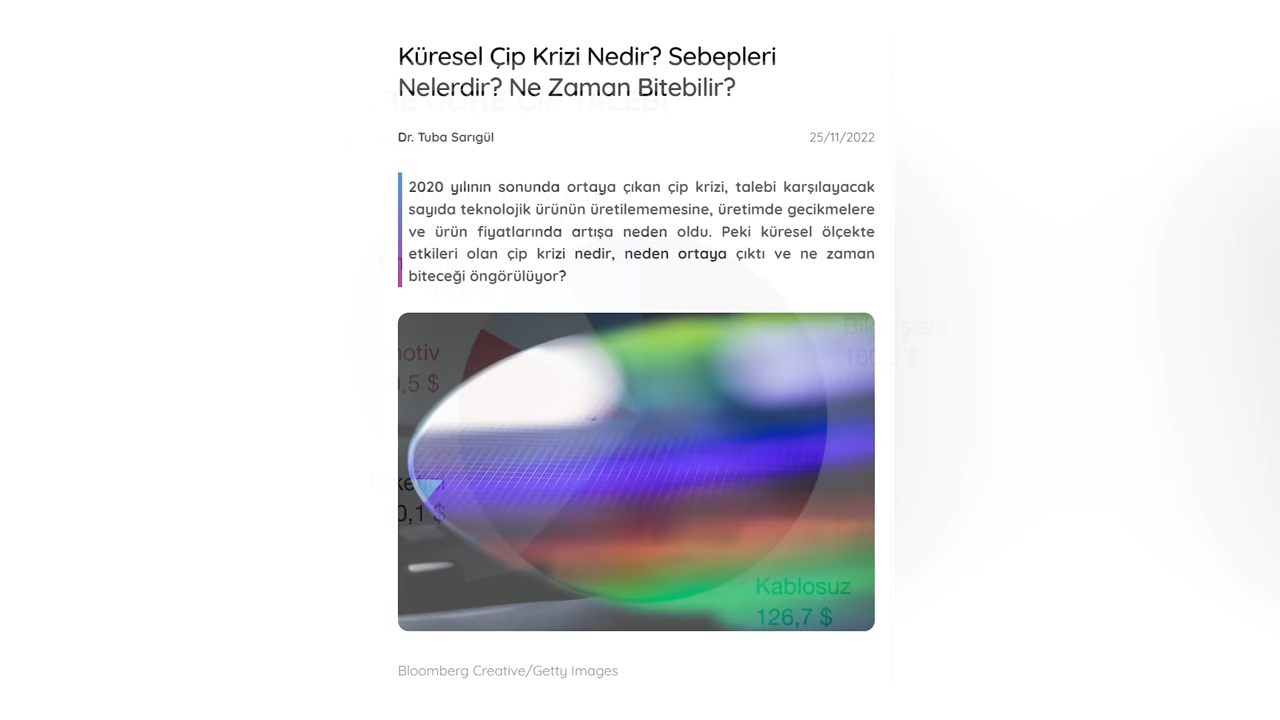 Küresel Çip Krizi Nedir? Sebepleri
Nelerdir? Ne Zaman Bitebilir?
Dr. Tuba Sarıgül
25/11/2022
2020 yılının sonunda ortaya çıkan çip krizi, talebi karşılayacak
sayıda teknolojik ürünün üretilememesine, üretimde gecikmelere
ve ürün fiyatlarında artışa neden oldu. Peki küresel ölçekte
etkileri olan çip krizi nedir, neden ortaya çıktı ve ne zaman
biteceği öngörülüyor?
Kablosuz
126,7 $
Bloomberg Creative/Getty Images